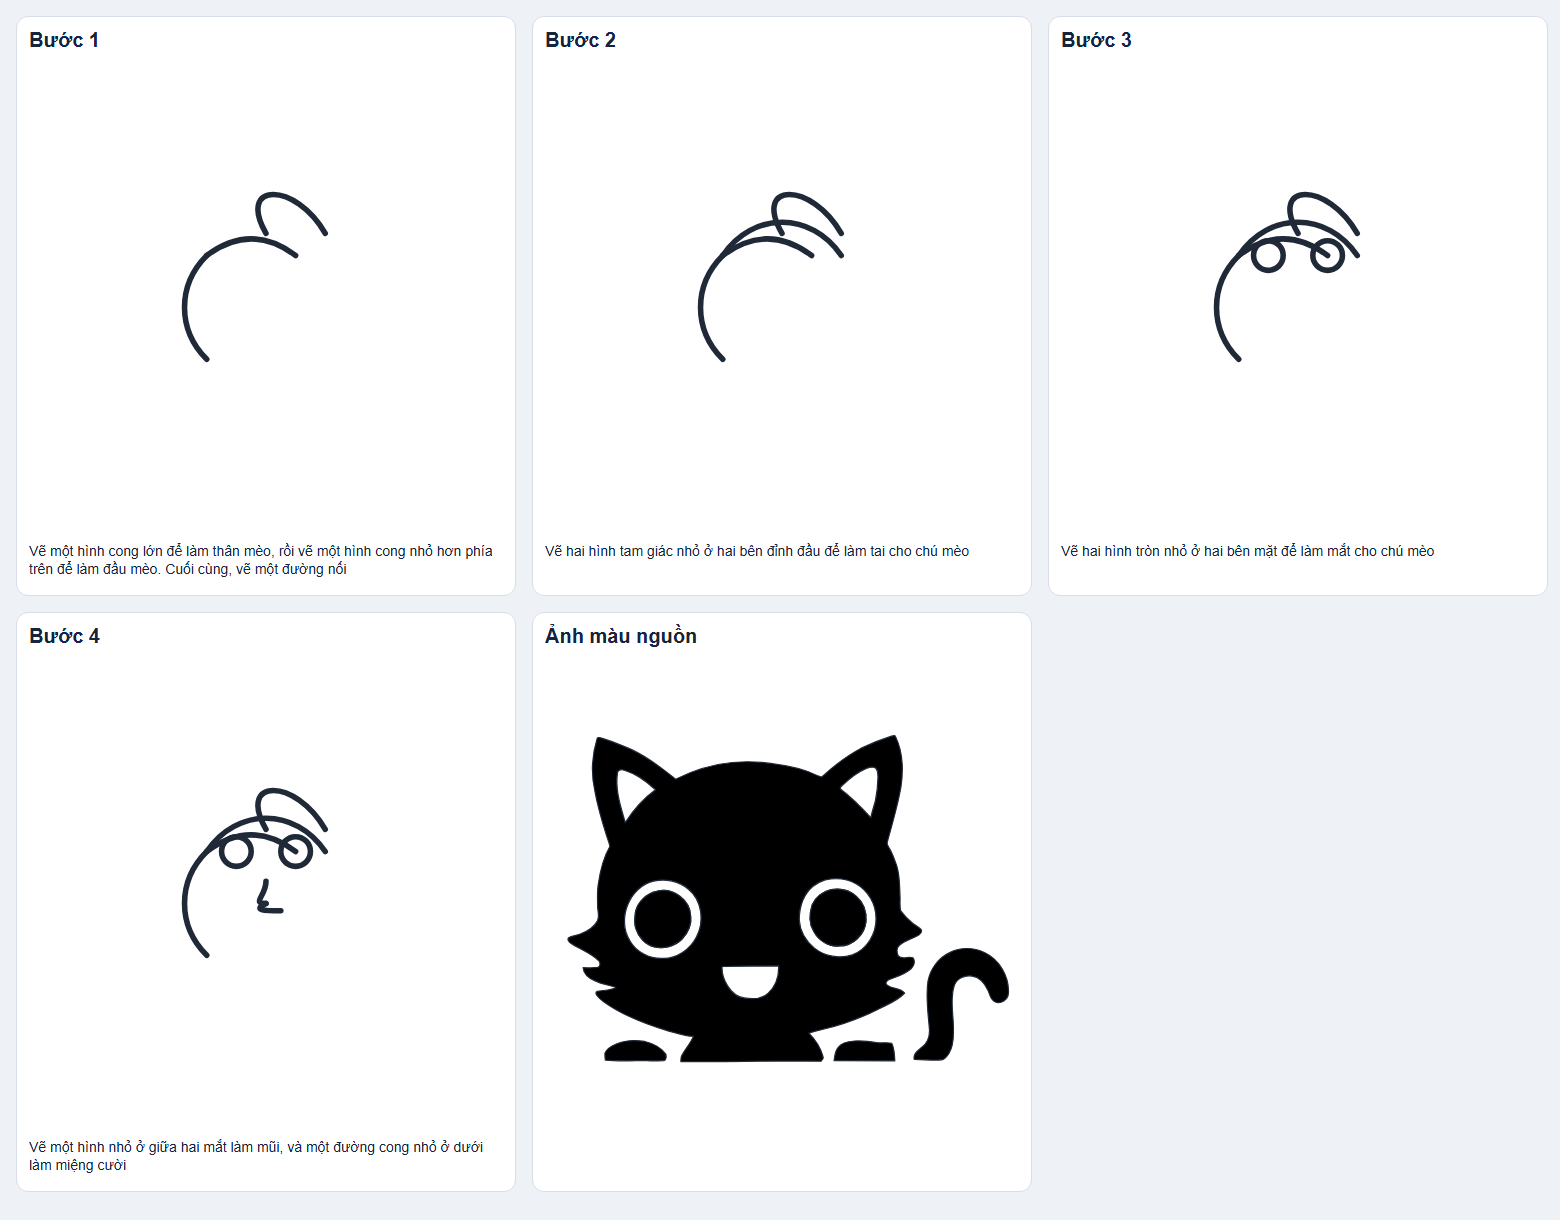 Bước 1
Vẽ một hình cong lớn để làm thân mèo, rồi vẽ một hình cong nhỏ hơn phía
trên để làm đầu mèo. Cuối cùng, vẽ một đường nối
Bước 2
Vẽ hai hình tam giác nhỏ ở hai bên đỉnh đầu để làm tai cho chú mèo
Bước 3
Vẽ hai hình tròn nhỏ ở hai bên mặt để làm mắt cho chú mèo
Bước 4
Vẽ một hình nhỏ ở giữa hai mắt làm mũi, và một đường cong nhỏ ở dưới
làm miệng cười
Ảnh màu nguồn